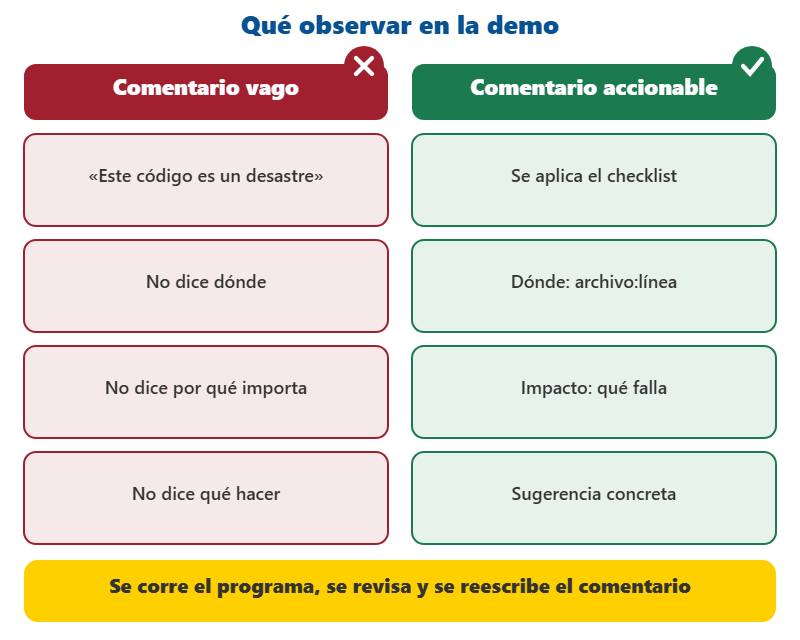 Qué observar en la demo
Comentario vago
Comentario accionable
«Este código es un desastre»
Se aplica el checklist
No dice dónde
Dónde: archivo:línea
No dice por qué importa
Impacto: qué falla
No dice qué hacer
Sugerencia concreta
Se corre el programa, se revisa y se reescribe el comentario